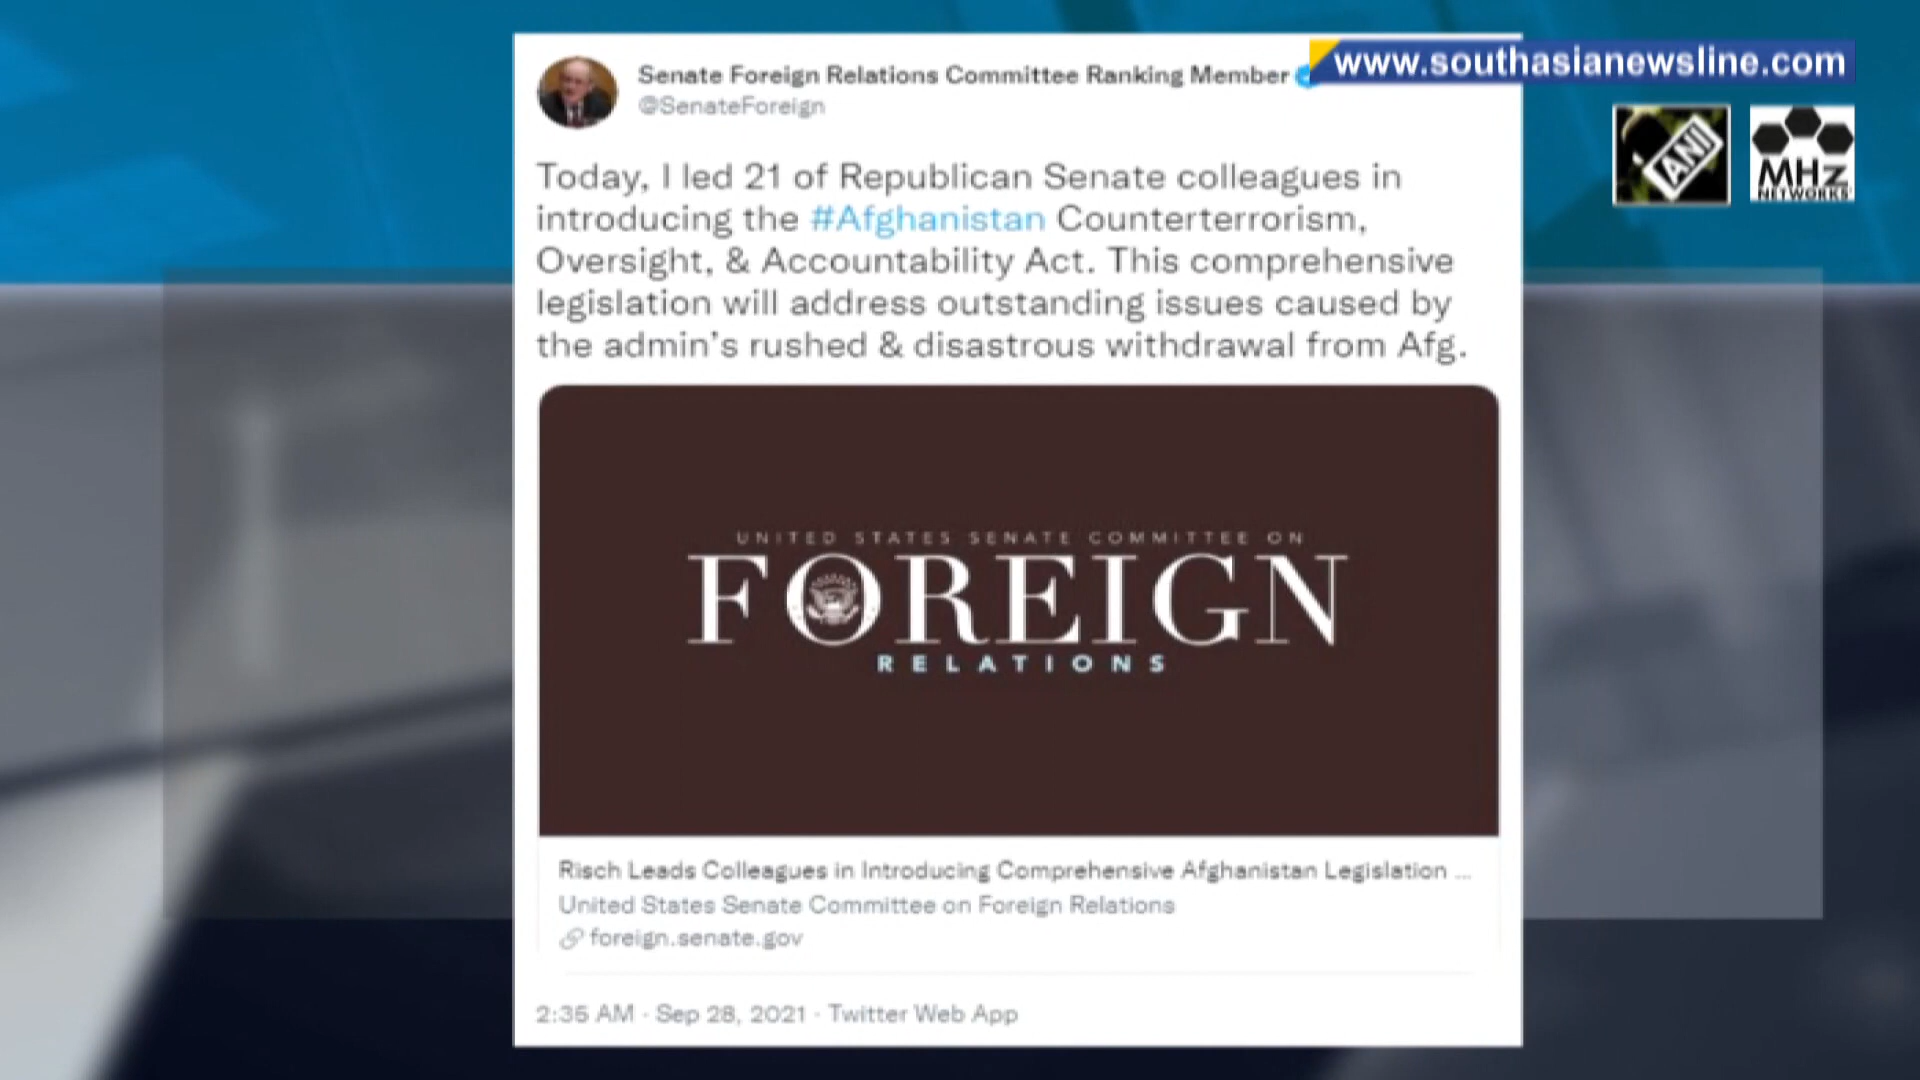 www.southasianewsline.com
ANI
MHz
NETWORKS
Senate Foreign Relations Committee Ranking Member
@SenateForeign
Today, I led 21 of Republican Senate colleagues in
introducing the #Afghanistan Counterterrorism,
Oversight, & Accountability Act. This comprehensive
legislation will address outstanding issues caused by
the admin's rushed & disastrous withdrawal from Afg.
UNITED STATES SENATE COMMITTEE ON
FOREIGN
RELATIONS
Risch Leads Colleagues in Introducing Comprehensive Afghanistan Legislation ...
United States Senate Committee on Foreign Relations
foreign.senate.gov
2:35 AM · Sep 28, 2021 · Twitter Web App